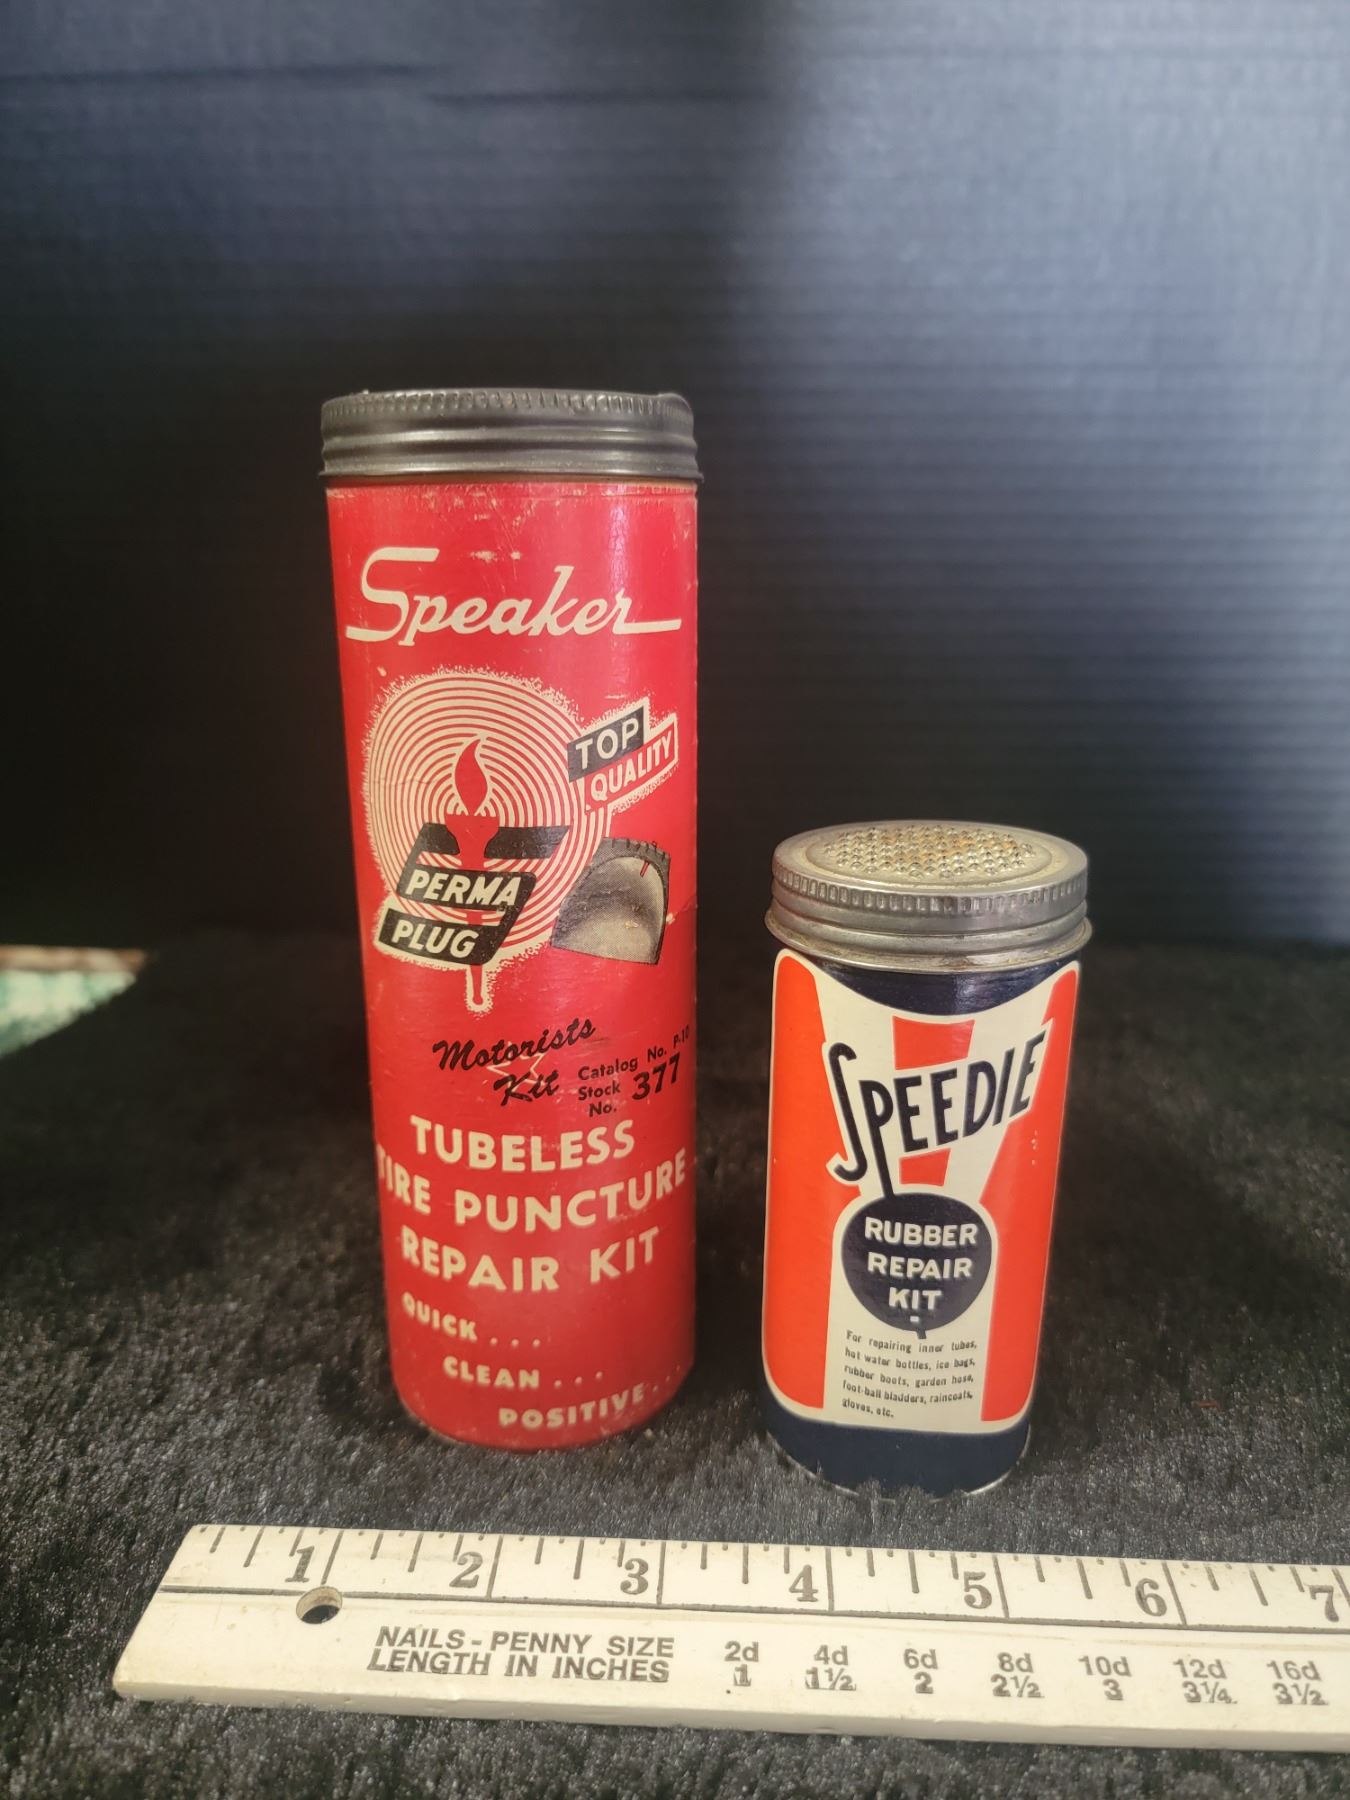 Speaker
TOP
QUALITY
PERMA
PLUG
Motorists
Kit
Catalog No. P-10
Stock
No. 377
TUBELESS
TIRE PUNCTURE
REPAIR KIT
QUICK...
CLEAN...
POSITIVE..
SPEEDIE
RUBBER
REPAIR
KIT
For repairing inner tubes,
hot water bottles, ice bags,
rubber boots, garden hose,
foot-ball bladders, raincoats,
gloves, etc.
1 2 3 4 5 6 7
NAILS - PENNY SIZE 2d 4d 6d 8d 10d 12d 16d
LENGTH IN INCHES 1 1½ 2 2½ 3 3¼ 3½